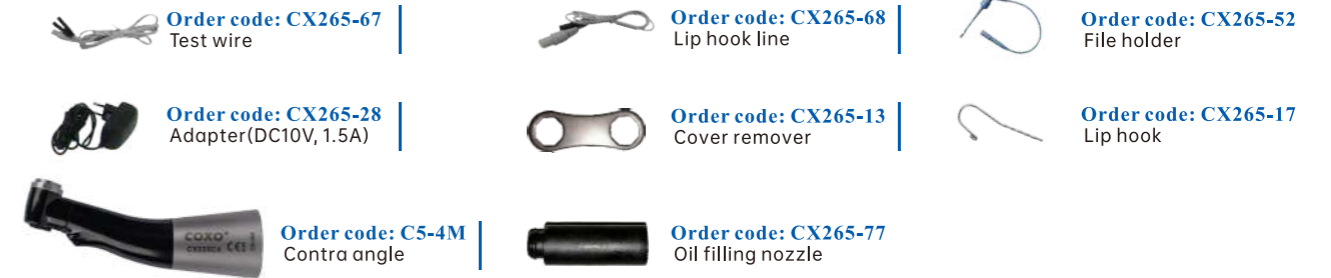 Order code: CX265-67
Test wire
Order code: CX265-68
Lip hook line
Order code: CX265-52
File holder
Order code: CX265-28
Adapter(DC10V, 1.5A)
Order code: CX265-13
Cover remover
Order code: CX265-17
Lip hook
COXO
CE
Order code: C5-4M
Contra angle
Order code: CX265-77
Oil filling nozzle